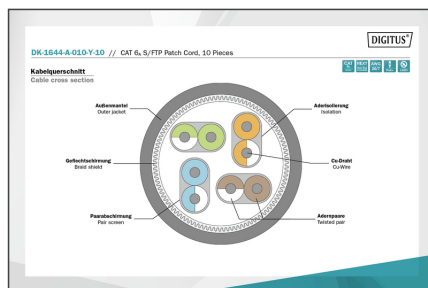 DIGITUS®
DK-1644-A-010-Y-10 // CAT 6A S/FTP Patch Cord, 10 Pieces
Kabelquerschnitt
Cable cross section
Außenmantel
Outer jacket
Aderisolierung
Isolation
Geflechtschirmung
Braid shield
Cu-Draht
Cu-Wire
Paarabschirmung
Pair screen
Adernpaare
Twisted pair